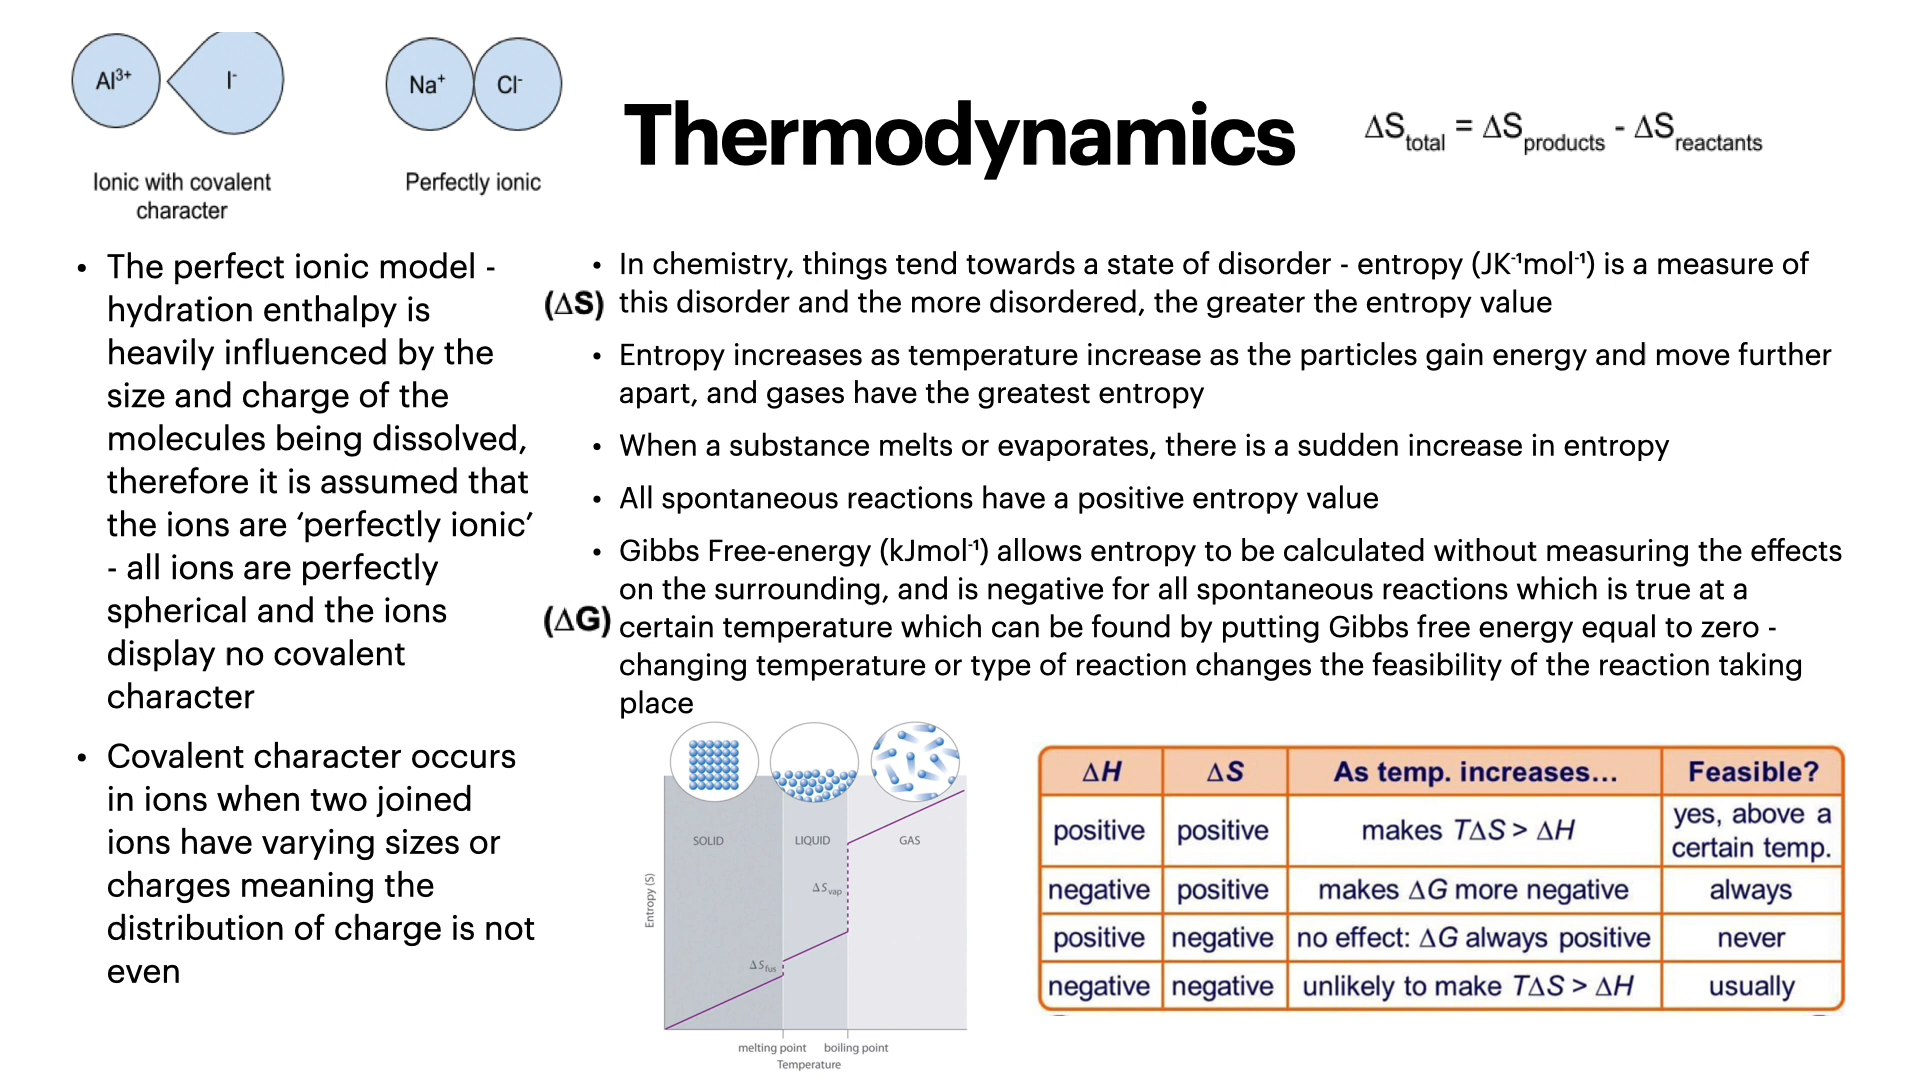 Al³⁺
I⁻
Na⁺ Cl⁻
Ionic with covalent
character
Perfectly ionic
Thermodynamics
ΔS total = ΔS products - ΔS reactants
• The perfect ionic model -
hydration enthalpy is
heavily influenced by the
size and charge of the
molecules being dissolved,
therefore it is assumed that
the ions are ‘perfectly ionic’
- all ions are perfectly
spherical and the ions
display no covalent
character
• Covalent character occurs
in ions when two joined
ions have varying sizes or
charges meaning the
distribution of charge is not
even
• In chemistry, things tend towards a state of disorder - entropy (JK⁻¹mol⁻¹) is a measure of
(ΔS) this disorder and the more disordered, the greater the entropy value
• Entropy increases as temperature increase as the particles gain energy and move further
apart, and gases have the greatest entropy
• When a substance melts or evaporates, there is a sudden increase in entropy
• All spontaneous reactions have a positive entropy value
• Gibbs Free-energy (kJmol⁻¹) allows entropy to be calculated without measuring the effects
on the surrounding, and is negative for all spontaneous reactions which is true at a
(ΔG) certain temperature which can be found by putting Gibbs free energy equal to zero -
changing temperature or type of reaction changes the feasibility of the reaction taking
place
SOLID LIQUID GAS
ΔS vap
ΔS fus
Entropy (S)
melting point boiling point
Temperature
ΔH ΔS As temp. increases... Feasible?
positive positive makes TΔS > ΔH yes, above a
certain temp.
negative positive makes ΔG more negative always
positive negative no effect: ΔG always positive never
negative negative unlikely to make TΔS > ΔH usually